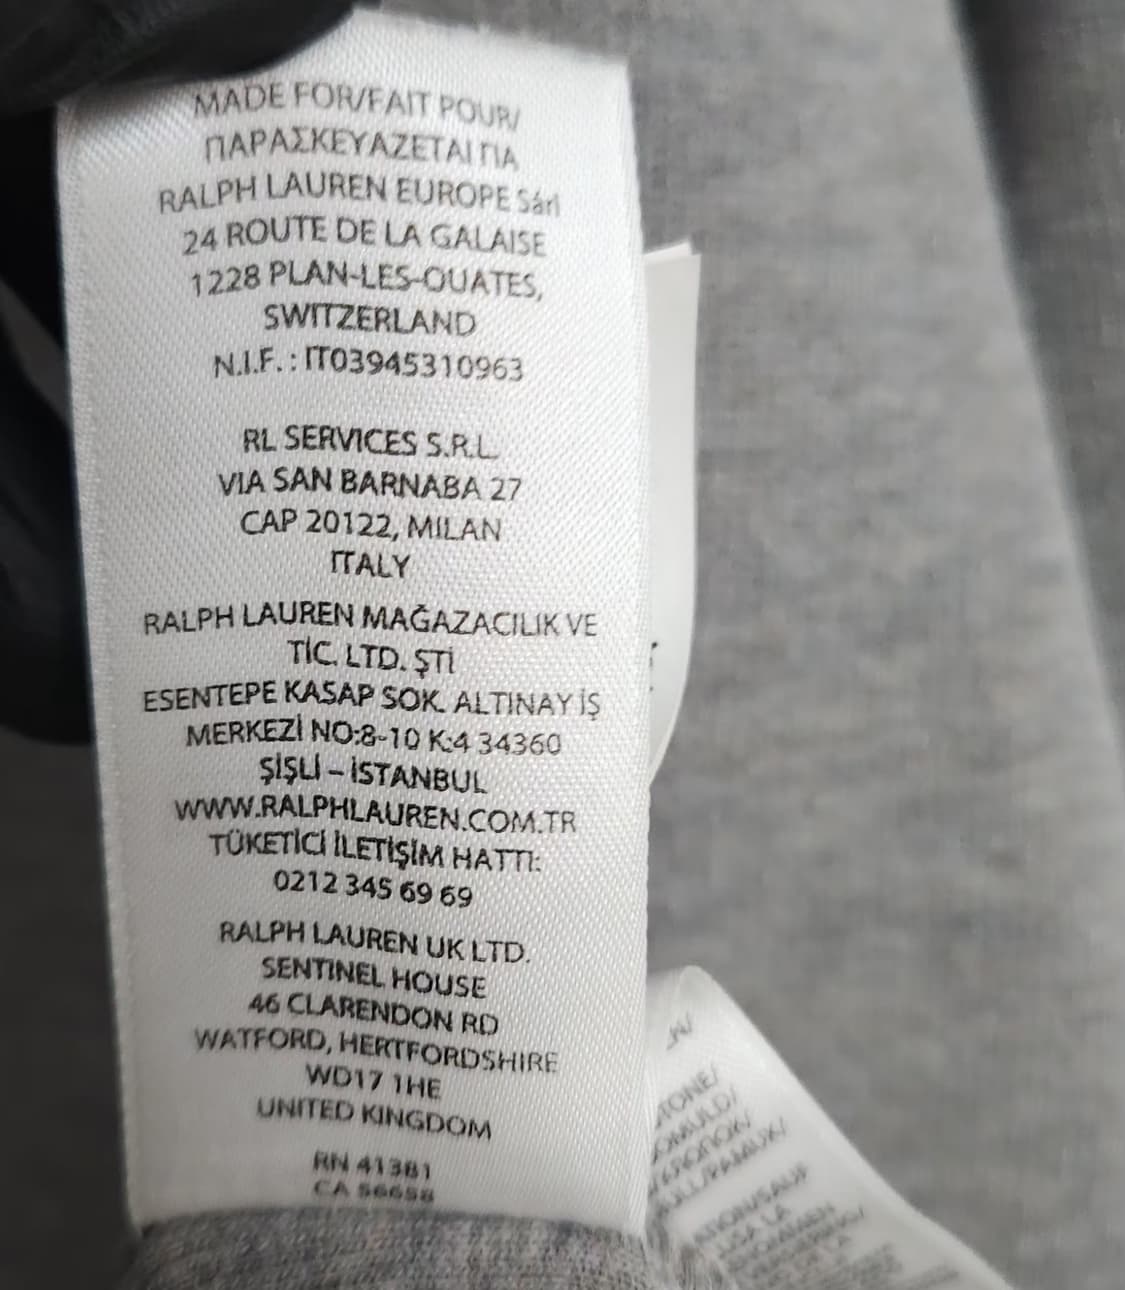 MADE FOR/FAIT POUR/
ΠΑΡΑΣΚΕΥΑΖΕΤΑΙ ΓΙΑ
RALPH LAUREN EUROPE Sárl
24 ROUTE DE LA GALAISE
1228 PLAN-LES-OUATES,
SWITZERLAND
N.I.F. : IT03945310963
RL SERVICES S.R.L.
VIA SAN BARNABA 27
CAP 20122, MILAN
ITALY
RALPH LAUREN MAĞAZACILIK VE
TİC. LTD. ŞTİ
ESENTEPE KASAP SOK. ALTINAY İŞ
MERKEZİ NO:8-10 K:4 34360
ŞİŞLİ – İSTANBUL
WWW.RALPHLAUREN.COM.TR
TÜKETİCİ İLETİŞİM HATTI:
0212 345 69 69
RALPH LAUREN UK LTD.
SENTINEL HOUSE
46 CLARENDON RD
WATFORD, HERTFORDSHIRE
WD17 1HE
UNITED KINGDOM
RN 41381
CA 56658